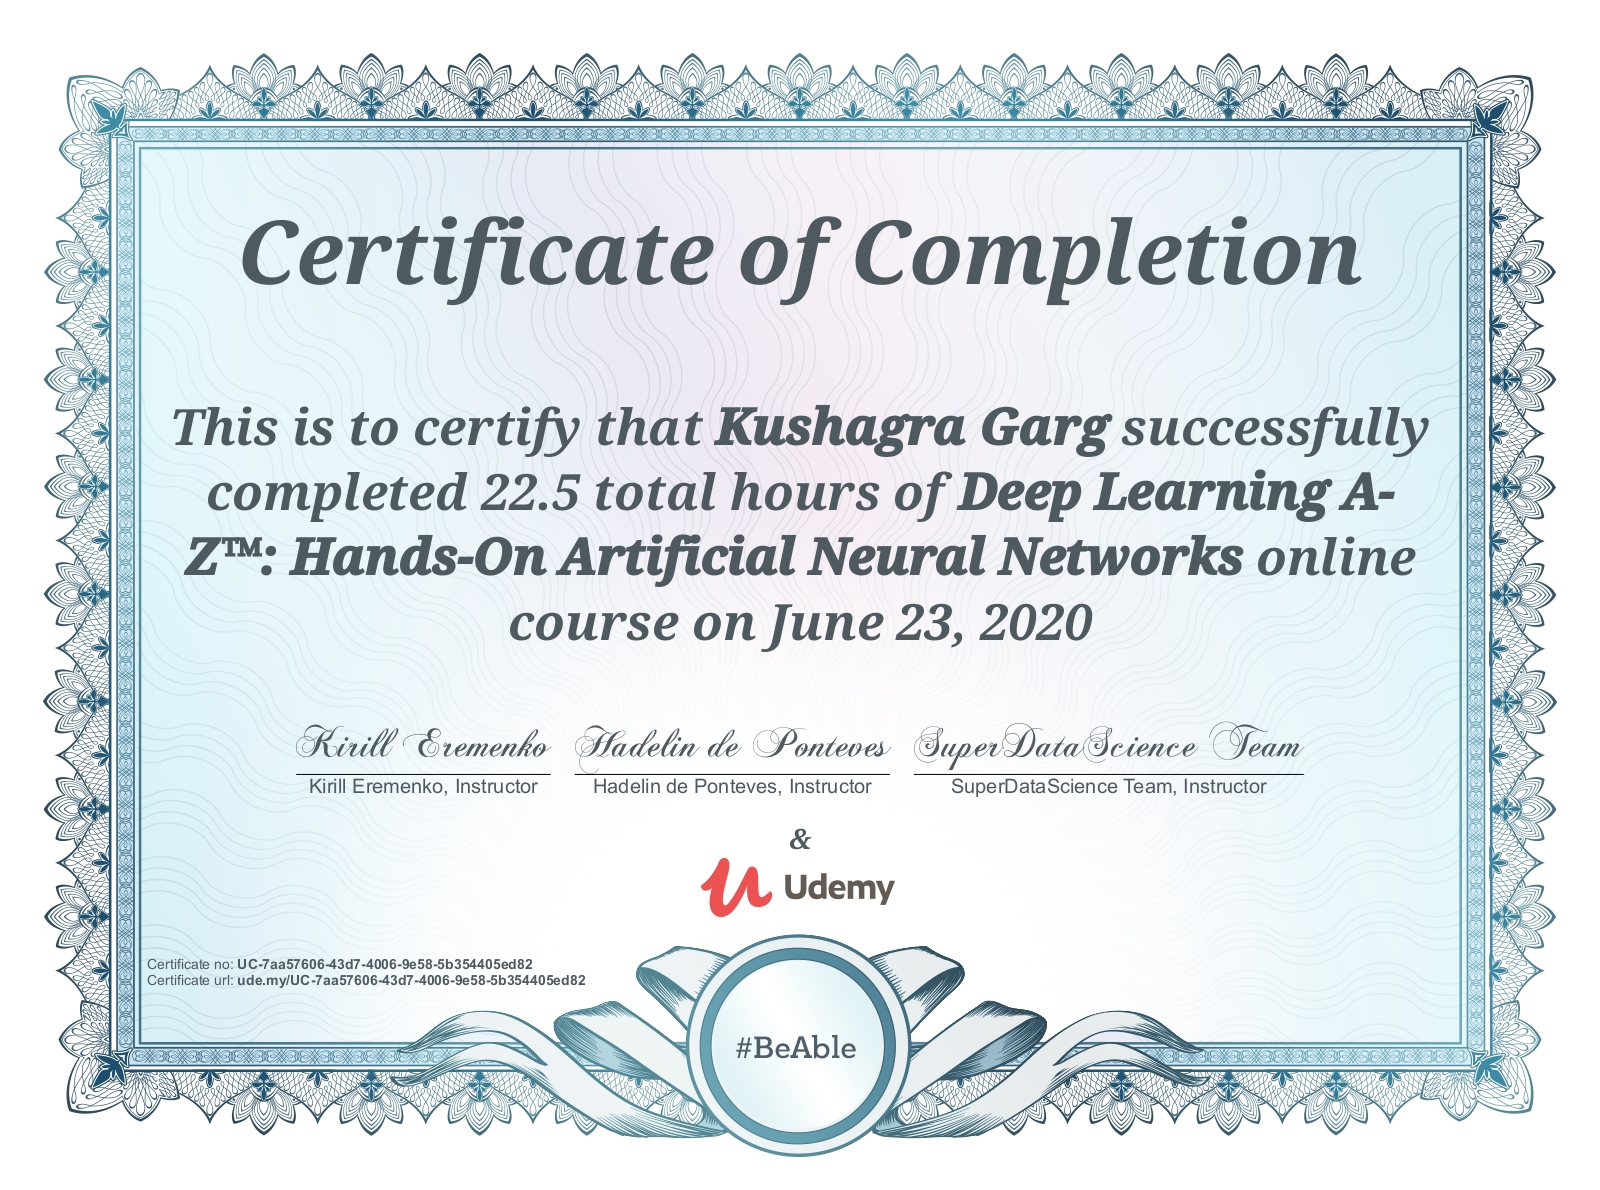 Certificate of Completion
This is to certify that Kushagra Garg successfully
completed 22.5 total hours of Deep Learning A-
Z™: Hands-On Artificial Neural Networks online
course on June 23, 2020
Kirill Eremenko Hadelin de Ponteves SuperDataScience Team
Kirill Eremenko, Instructor Hadelin de Ponteves, Instructor SuperDataScience Team, Instructor
&
Udemy
Certificate no: UC-7aa57606-43d7-4006-9e58-5b354405ed82
Certificate url: ude.my/UC-7aa57606-43d7-4006-9e58-5b354405ed82
#BeAble